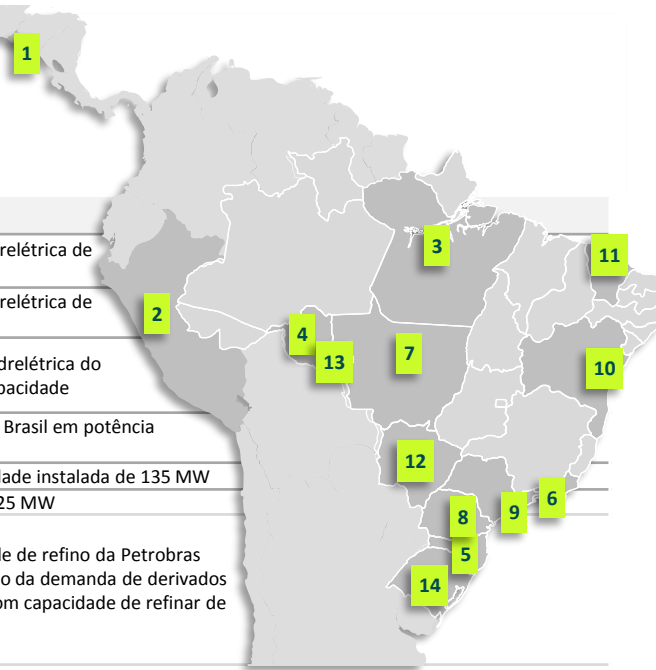 1
3
11
relétrica de
2
relétrica de
4
13
7
10
drelétrica do
pacidade
Brasil em potência
12
dade instalada de 135 MW
25 MW
8
9
6
5
de de refino da Petrobras
o da demanda de derivados
om capacidade de refinar de
14